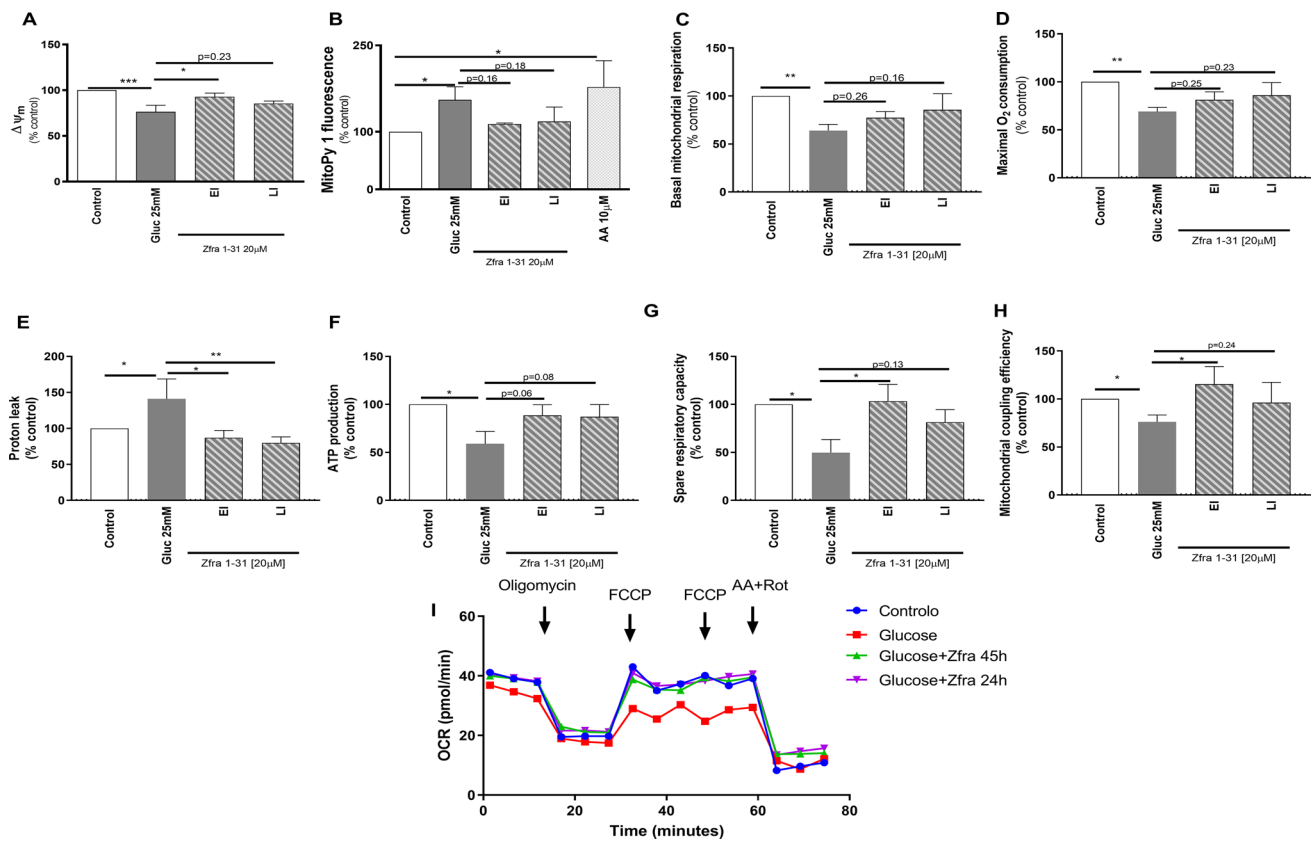 A
Δ Ψm
(% control)
150
100
50
0
***
*
p=0.23
Control
Gluc 25mM
EI
LI
Zfra 1-31 20μM
B
MitoPy 1 fluorescence
(% control)
250
100
0
*
*
p=0.18
p=0.16
Control
Gluc 25mM
EI
LI
AA 10μM
Zfra 1-31 20μM
C
Basal mitochondrial respiration
(% control)
150
100
50
0
**
p=0.16
p=0.26
Control
Gluc 25mM
EI
LI
Zfra 1-31 [20μM]
D
Maximal O2 consumption
(% control)
150
100
50
0
**
p=0.23
p=0.25
Control
Gluc 25mM
EI
LI
Zfra 1-31 [20μM]
E
Proton leak
(% control)
200
150
100
50
0
*
**
*
Control
Gluc 25mM
EI
LI
Zfra 1-31 [20μM]
F
ATP production
(% control)
150
100
50
0
*
p=0.08
p=0.06
Control
Gluc 25mM
EI
LI
Zfra 1-31 [20μM]
G
Spare respiratory capacity
(% control)
150
100
50
0
*
p=0.13
*
Control
Gluc 25mM
EI
LI
Zfra 1-31 [20μM]
H
Mitochondrial coupling efficiency
(% control)
150
100
50
0
*
p=0.24
*
Control
Gluc 25mM
EI
LI
Zfra 1-31 [20μM]
I
Oligomycin
FCCP
FCCP
AA+Rot
OCR (pmol/min)
60
40
20
0
0
20
40
60
80
Time (minutes)
Controlo
Glucose
Glucose+Zfra 45h
Glucose+Zfra 24h